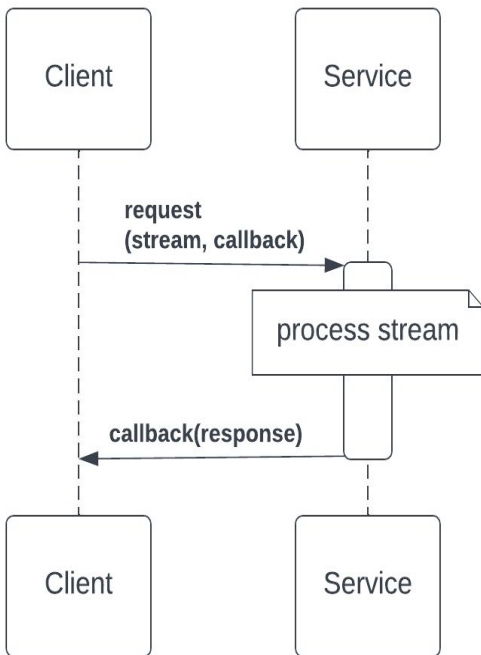 Client
Service
request
(stream, callback)
process stream
callback(response)
Client
Service